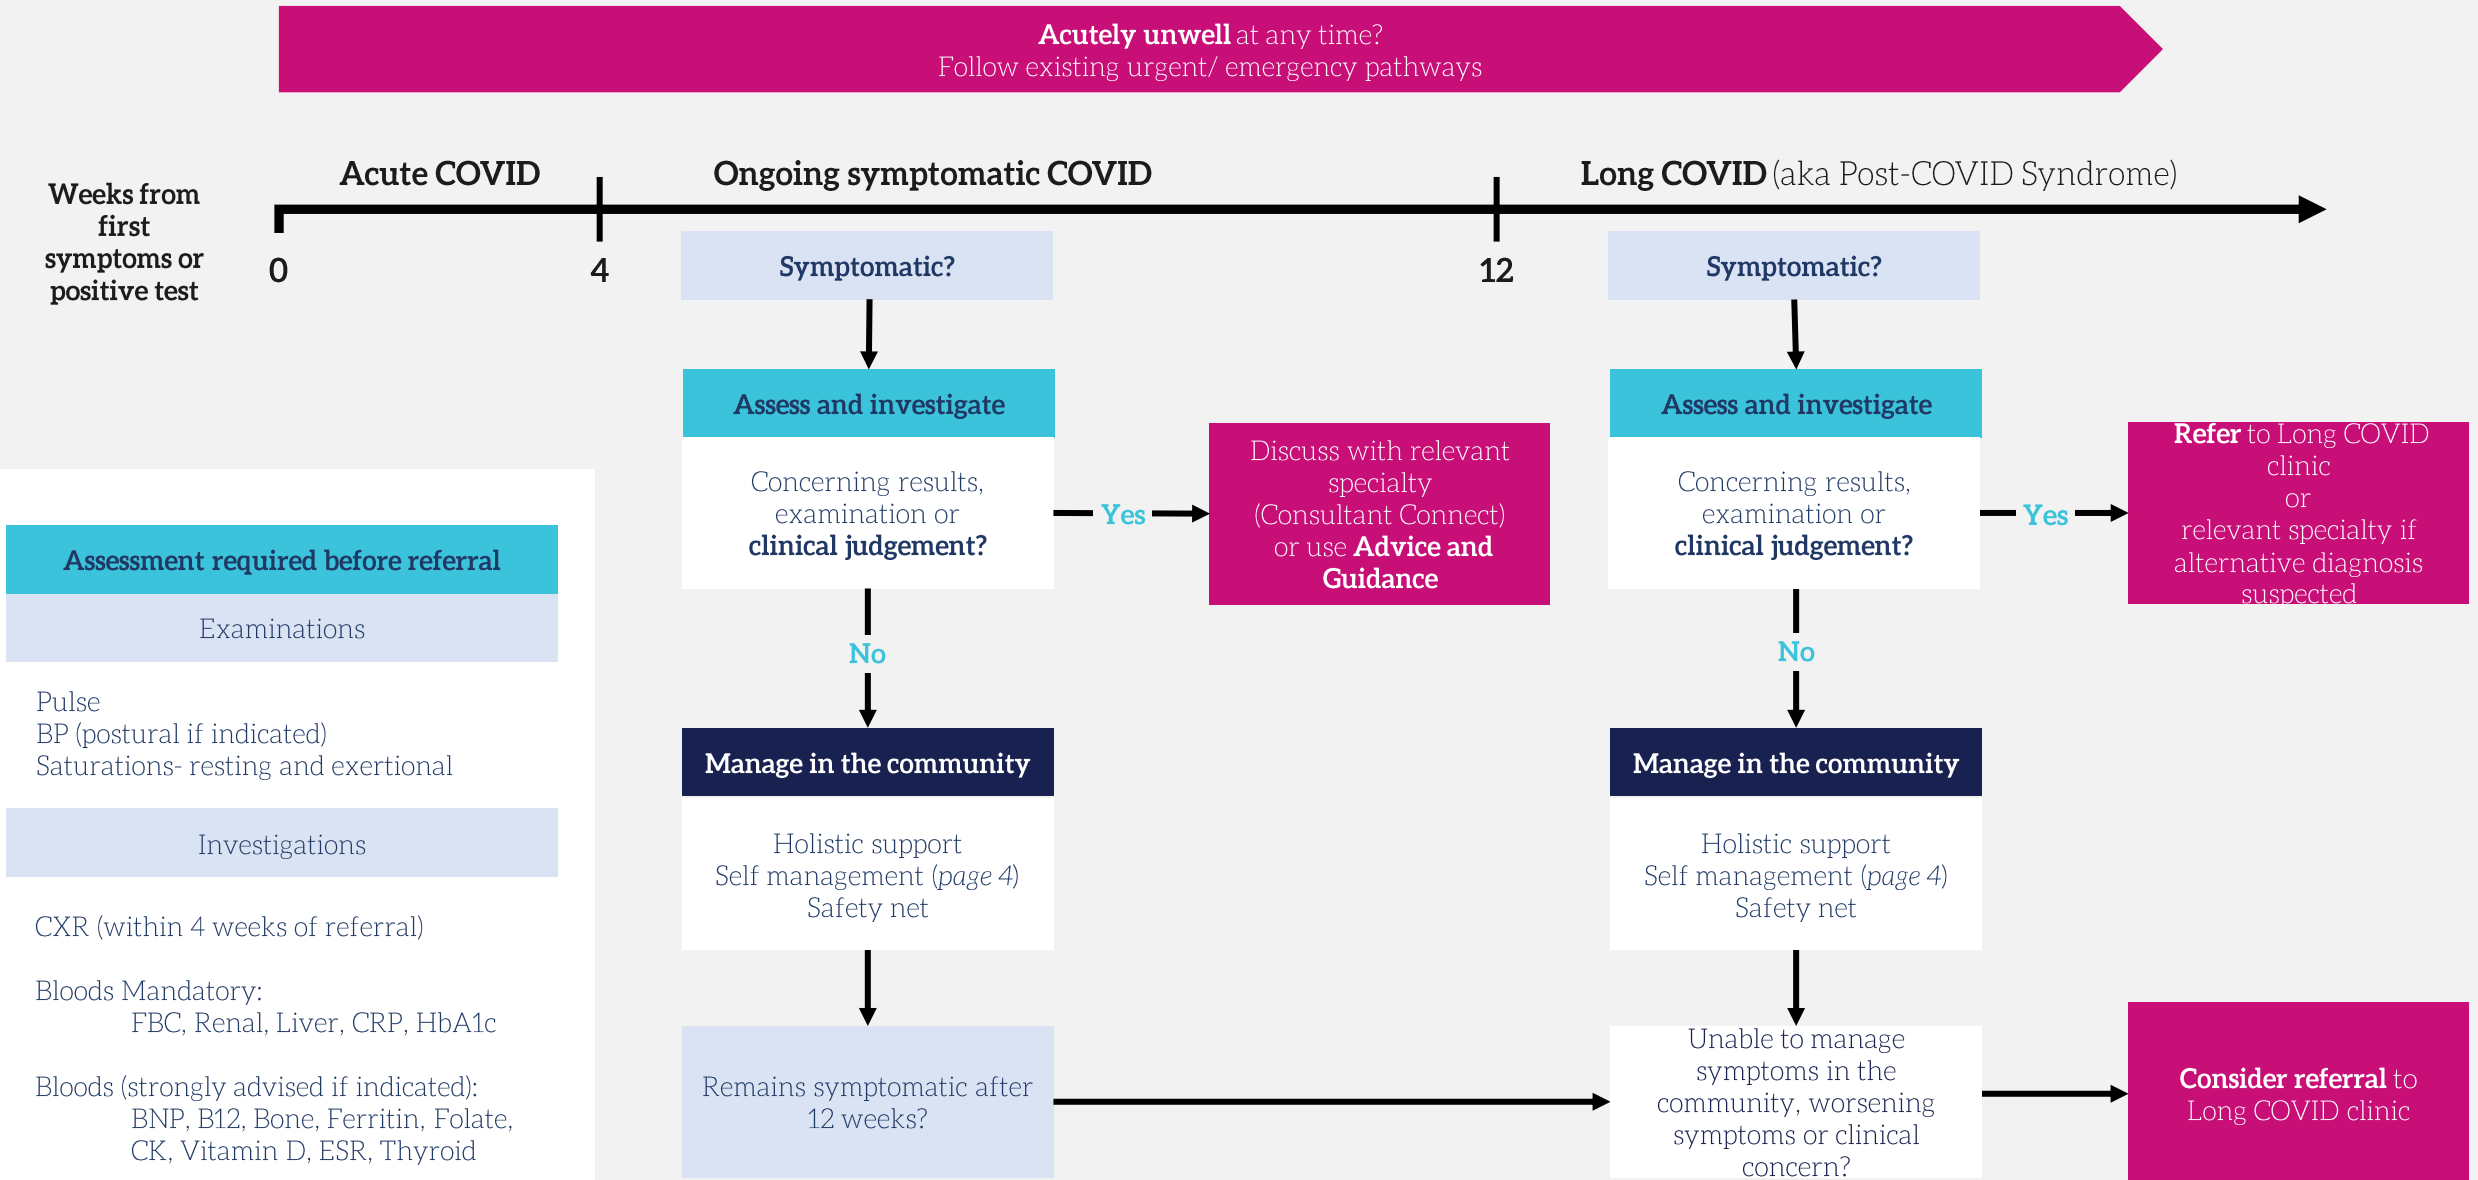 Acutely unwell at any time?
Follow existing urgent/ emergency pathways
Weeks from
first
symptoms or
positive test
Acute COVID
Ongoing symptomatic COVID
Long COVID (aka Post-COVID Syndrome)
0
4
12
Symptomatic?
Assess and investigate
Concerning results,
examination or
clinical judgement?
Yes
Discuss with relevant
specialty
(Consultant Connect)
or use Advice and
Guidance
No
Manage in the community
Holistic support
Self management (page 4)
Safety net
Remains symptomatic after
12 weeks?
Symptomatic?
Assess and investigate
Concerning results,
examination or
clinical judgement?
Yes
Refer to Long COVID
clinic
or
relevant specialty if
alternative diagnosis
suspected
No
Manage in the community
Holistic support
Self management (page 4)
Safety net
Unable to manage
symptoms in the
community, worsening
symptoms or clinical
concern?
Consider referral to
Long COVID clinic
Assessment required before referral
Examinations
Pulse
BP (postural if indicated)
Saturations- resting and exertional
Investigations
CXR (within 4 weeks of referral)
Bloods Mandatory:
FBC, Renal, Liver, CRP, HbA1c
Bloods (strongly advised if indicated):
BNP, B12, Bone, Ferritin, Folate,
CK, Vitamin D, ESR, Thyroid